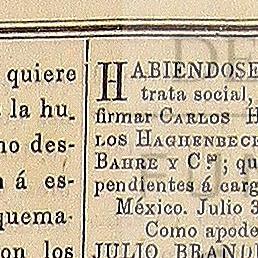 quiere
la hu-
no des-
á es-
quema-
on los
HABIENDOSE
trata social,
firmar CARLOS H
LOS HAGHENBECK
BAHRE Y C.ª; qu
pendientes á carg
México. Julio 3
Como apode
JULIO BRAND